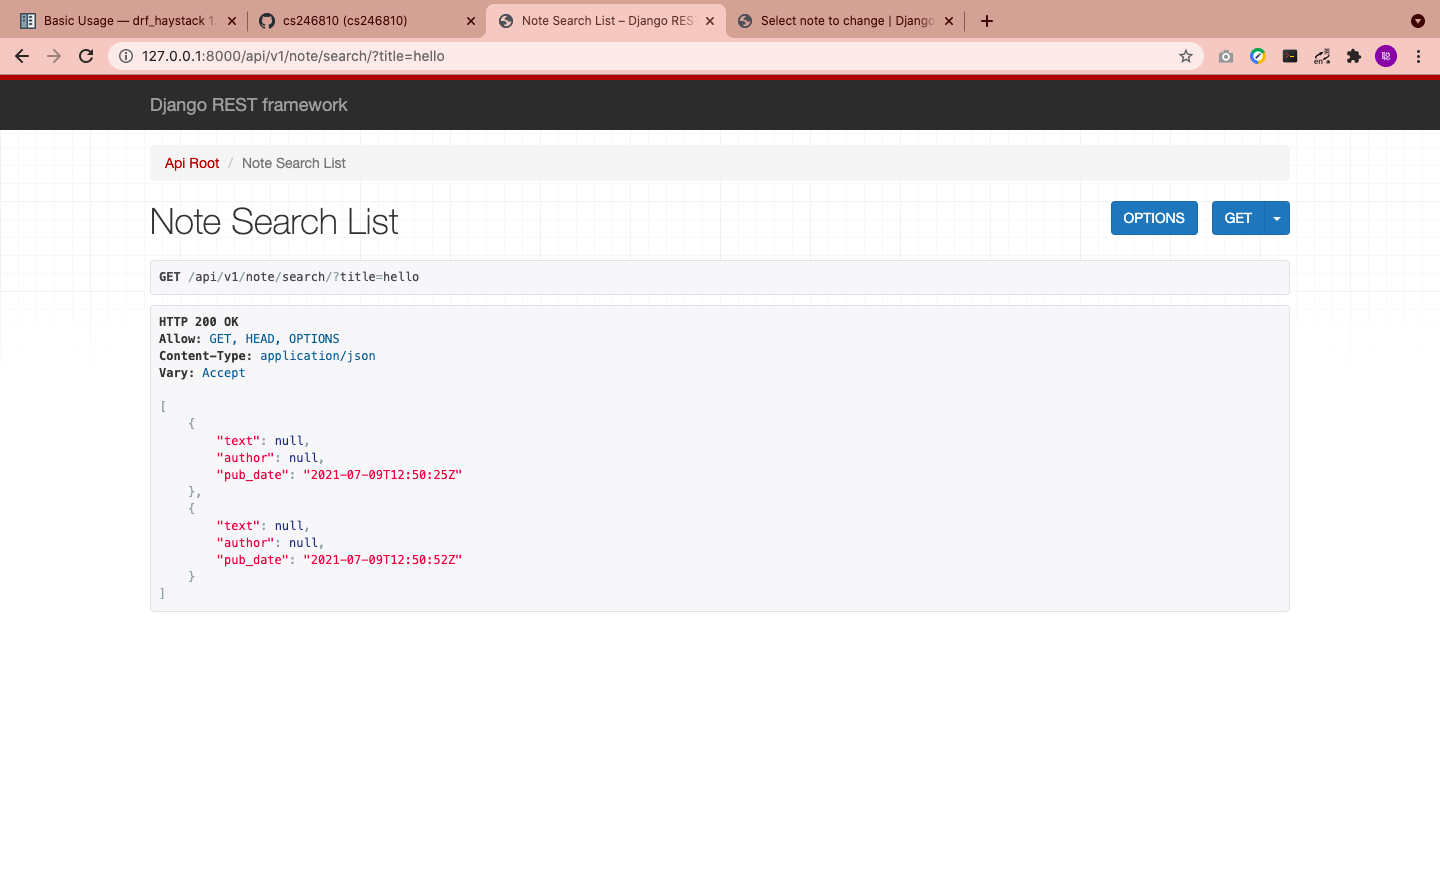 Basic Usage — drf_haystack 1.
cs246810 (cs246810)
Note Search List – Django RES
Select note to change | Django
127.0.0.1:8000/api/v1/note/search/?title=hello
en
Django REST framework
Api Root / Note Search List
Note Search List
OPTIONS
GET
GET /api/v1/note/search/?title=hello
HTTP 200 OK
Allow: GET, HEAD, OPTIONS
Content-Type: application/json
Vary: Accept
[
    {
        "text": null,
        "author": null,
        "pub_date": "2021-07-09T12:50:25Z"
    },
    {
        "text": null,
        "author": null,
        "pub_date": "2021-07-09T12:50:52Z"
    }
]